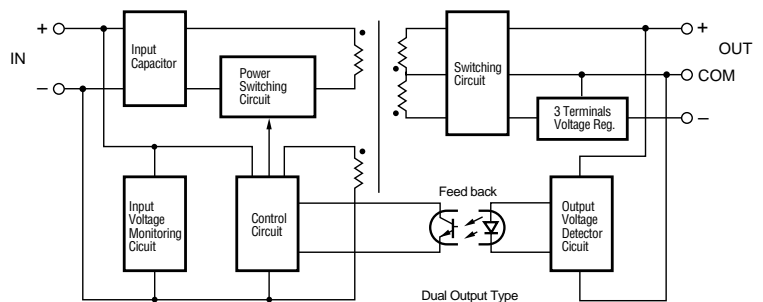 +
IN
−
Input
Capacitor
Power
Switching
Circuit
Switching
Circuit
+
OUT
COM
3 Terminals
Voltage Reg.
−
Input
Voltage
Monitoring
Cicuit
Control
Circuit
Feed back
Output
Voltage
Detector
Cicuit
Dual Output Type